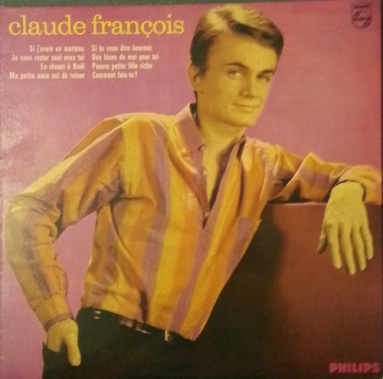 claude françois
Si j'avais un marteau
Je veux rester seul avec toi
En rêvant à Noël
Ma petite amie est de retour
Si tu veux être heureux
Des bises de moi pour toi
Pauvre petite fille riche
Comment fais-tu?
PHILIPS